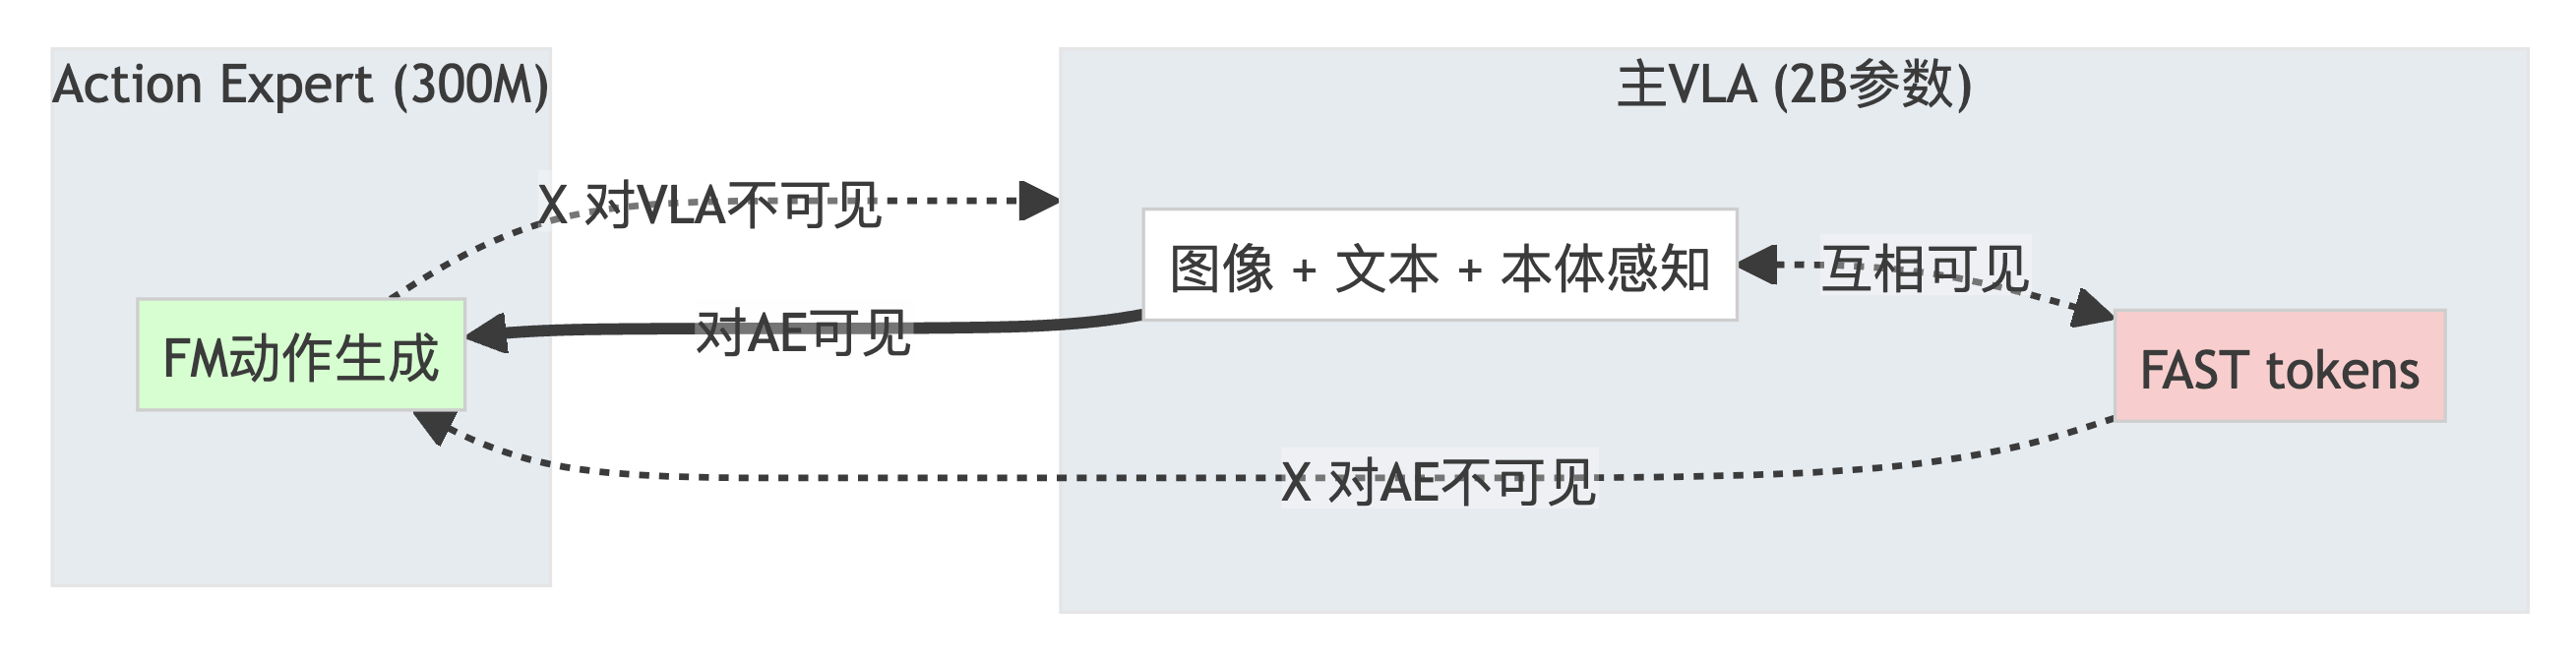 Action Expert (300M)
主VLA (2B参数)
X 对VLA不可见
图像 + 文本 + 本体感知
互相可见
对AE可见
FM动作生成
FAST tokens
X 对AE不可见